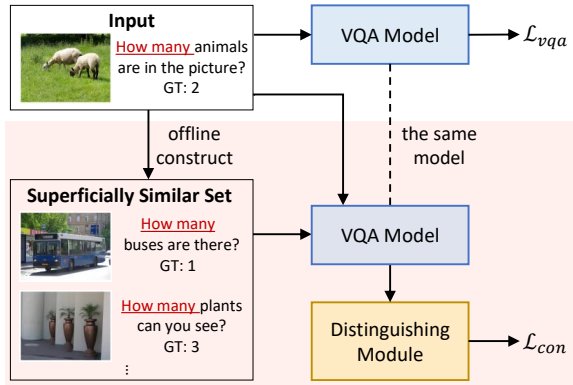 Input
How many animals
are in the picture?
GT: 2
VQA Model
ℒvqa
offline
construct
the same
model
Superficially Similar Set
How many
buses are there?
GT: 1
How many plants
can you see?
GT: 3
⋮
VQA Model
Distinguishing
Module
ℒcon